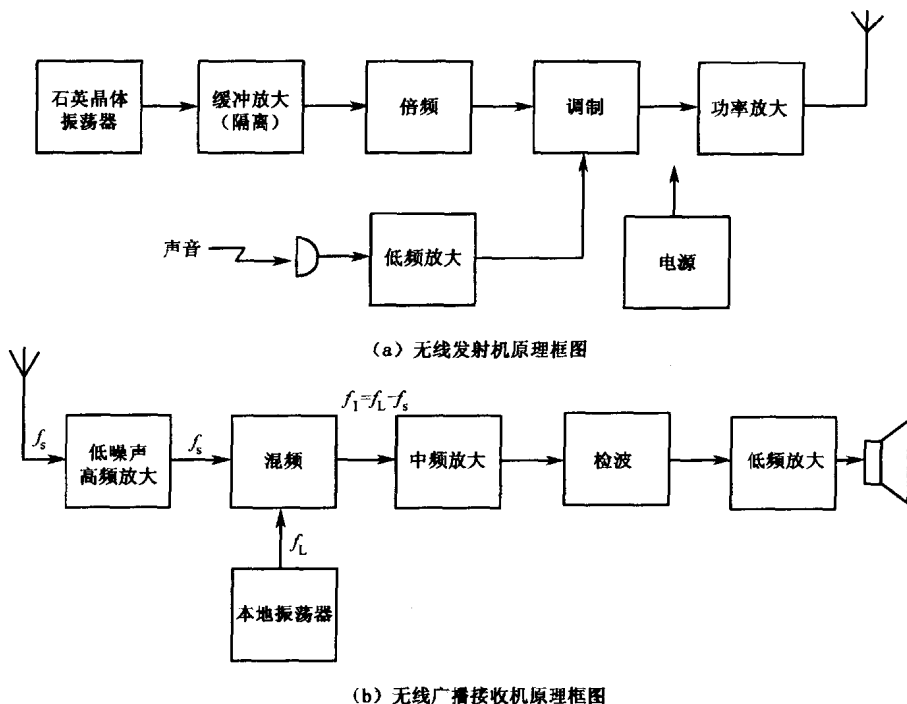 石英晶体
振荡器
缓冲放大
（隔离）
倍频
调制
功率放大
声音
低频放大
电源
（a）无线发射机原理框图
fs
低噪声
高频放大
fs
混频
fI=fL-fs
中频放大
检波
低频放大
fL
本地振荡器
（b）无线广播接收机原理框图